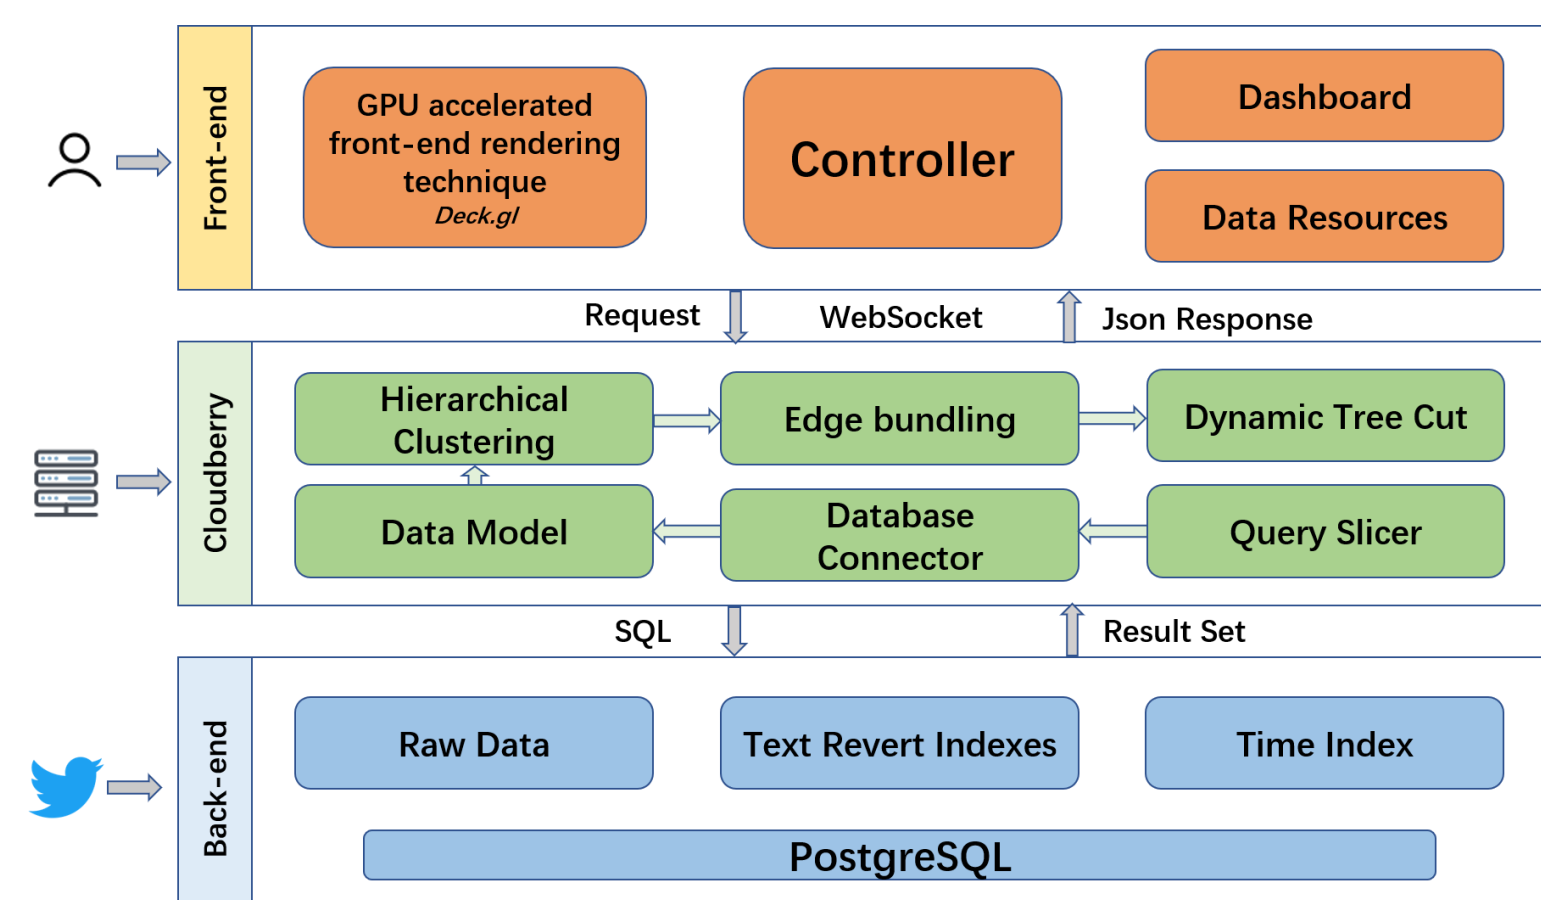 Front-end
GPU accelerated
front-end rendering
technique
Deck.gl
Controller
Dashboard
Data Resources
Request
WebSocket
Json Response
Cloudberry
Hierarchical
Clustering
Edge bundling
Dynamic Tree Cut
Data Model
Database
Connector
Query Slicer
SQL
Result Set
Back-end
Raw Data
Text Revert Indexes
Time Index
PostgreSQL